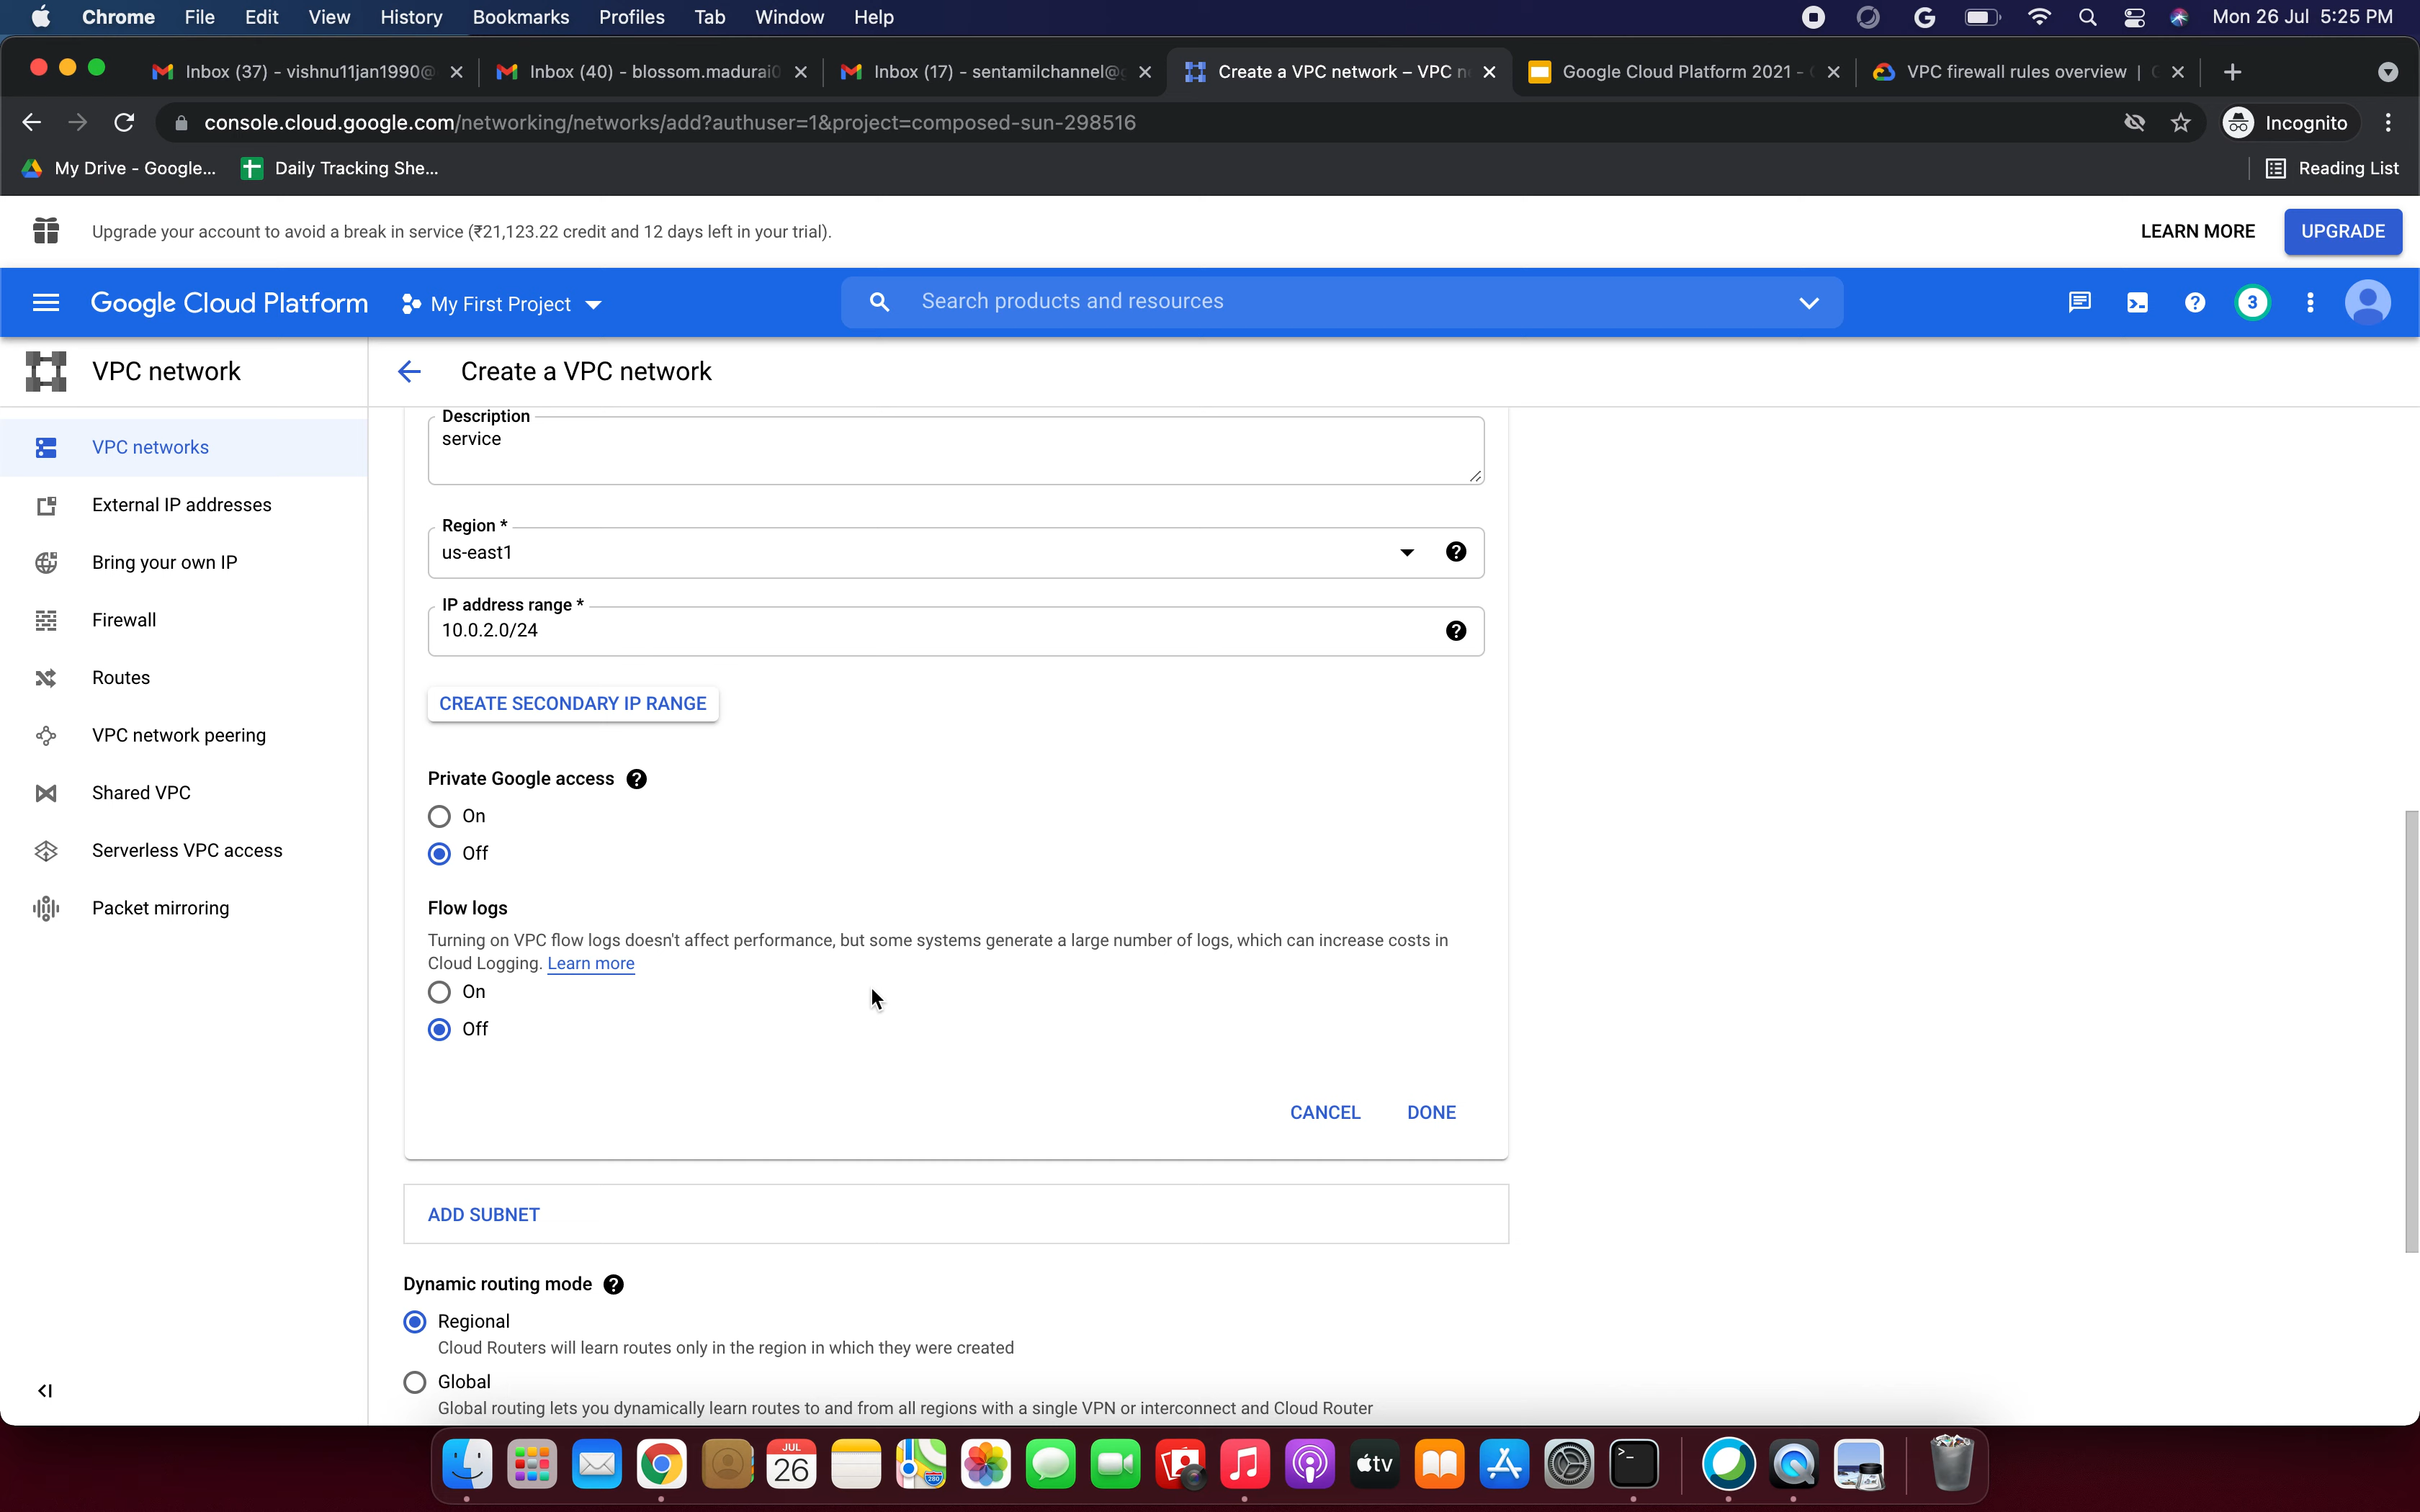 Chrome File Edit View History Bookmarks Profiles Tab Window Help Mon 26 Jul 5:25 PM
Inbox (37) - vishnu11jan1990@ Inbox (40) - blossom.madurai Inbox (17) - sentamilchannel@ Create a VPC network – VPC Google Cloud Platform 2021 - VPC firewall rules overview |
console.cloud.google.com/networking/networks/add?authuser=1&project=composed-sun-298516 Incognito
My Drive - Google... Daily Tracking She... Reading List
Upgrade your account to avoid a break in service (₹21,123.22 credit and 12 days left in your trial). LEARN MORE UPGRADE
Google Cloud Platform My First Project Search products and resources 3
VPC network
Create a VPC network
VPC networks
External IP addresses
Bring your own IP
Firewall
Routes
VPC network peering
Shared VPC
Serverless VPC access
Packet mirroring
Description
service
Region *
us-east1
IP address range *
10.0.2.0/24
CREATE SECONDARY IP RANGE
Private Google access
On
Off
Flow logs
Turning on VPC flow logs doesn't affect performance, but some systems generate a large number of logs, which can increase costs in
Cloud Logging. Learn more
On
Off
CANCEL DONE
ADD SUBNET
Dynamic routing mode
Regional
Cloud Routers will learn routes only in the region in which they were created
Global
Global routing lets you dynamically learn routes to and from all regions with a single VPN or interconnect and Cloud Router
JUL
26
tv